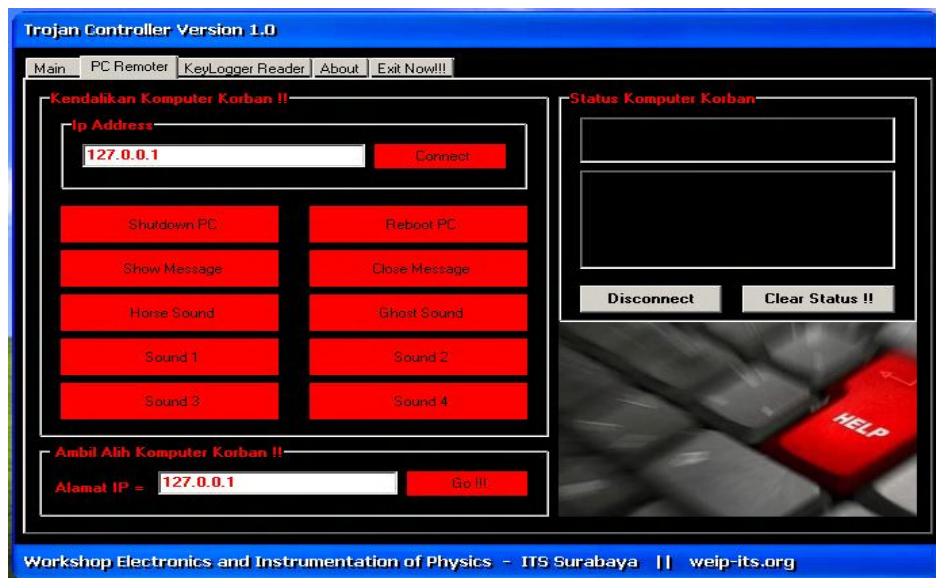 Trojan Controller Version 1.0
Main PC Remoter KeyLogger Reader About Exit Now!!!
Kendalikan Komputer Korban !!
Ip Address
127.0.0.1 Connect
Shutdown PC Reboot PC
Show Message Close Message
Horse Sound Ghost Sound
Sound 1 Sound 2
Sound 3 Sound 4
Ambil Alih Komputer Korban !!
Alamat IP = 127.0.0.1 Go !!!
Status Komputer Korban
Disconnect Clear Status !!
HELP
Workshop Electronics and Instrumentation of Physics - ITS Surabaya || weip-its.org